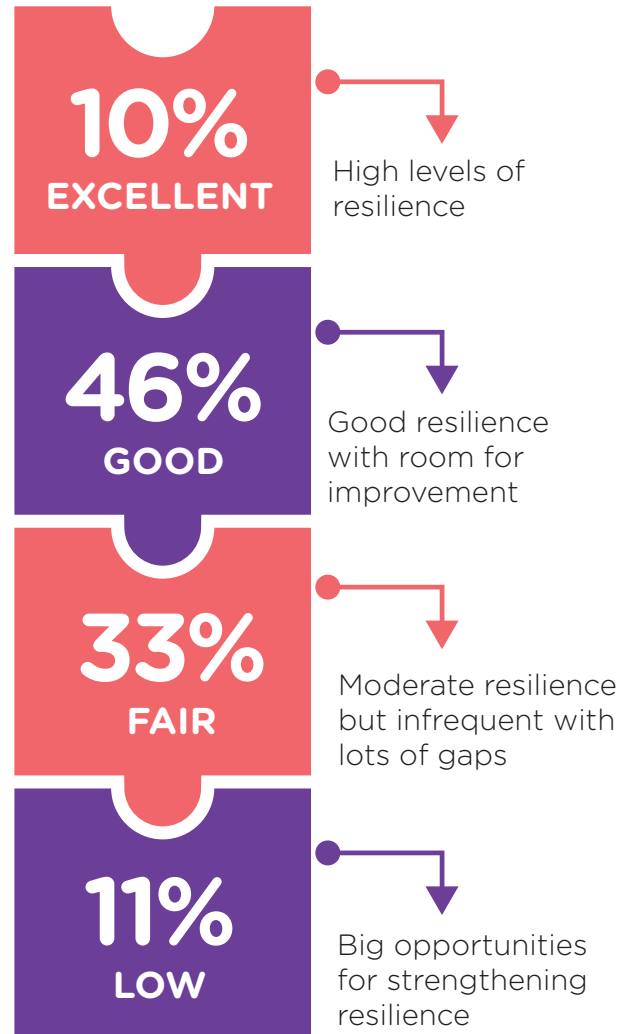 10%
EXCELLENT
High levels of
resilience
46%
GOOD
Good resilience
with room for
improvement
33%
FAIR
Moderate resilience
but infrequent with
lots of gaps
11%
LOW
Big opportunities
for strengthening
resilience